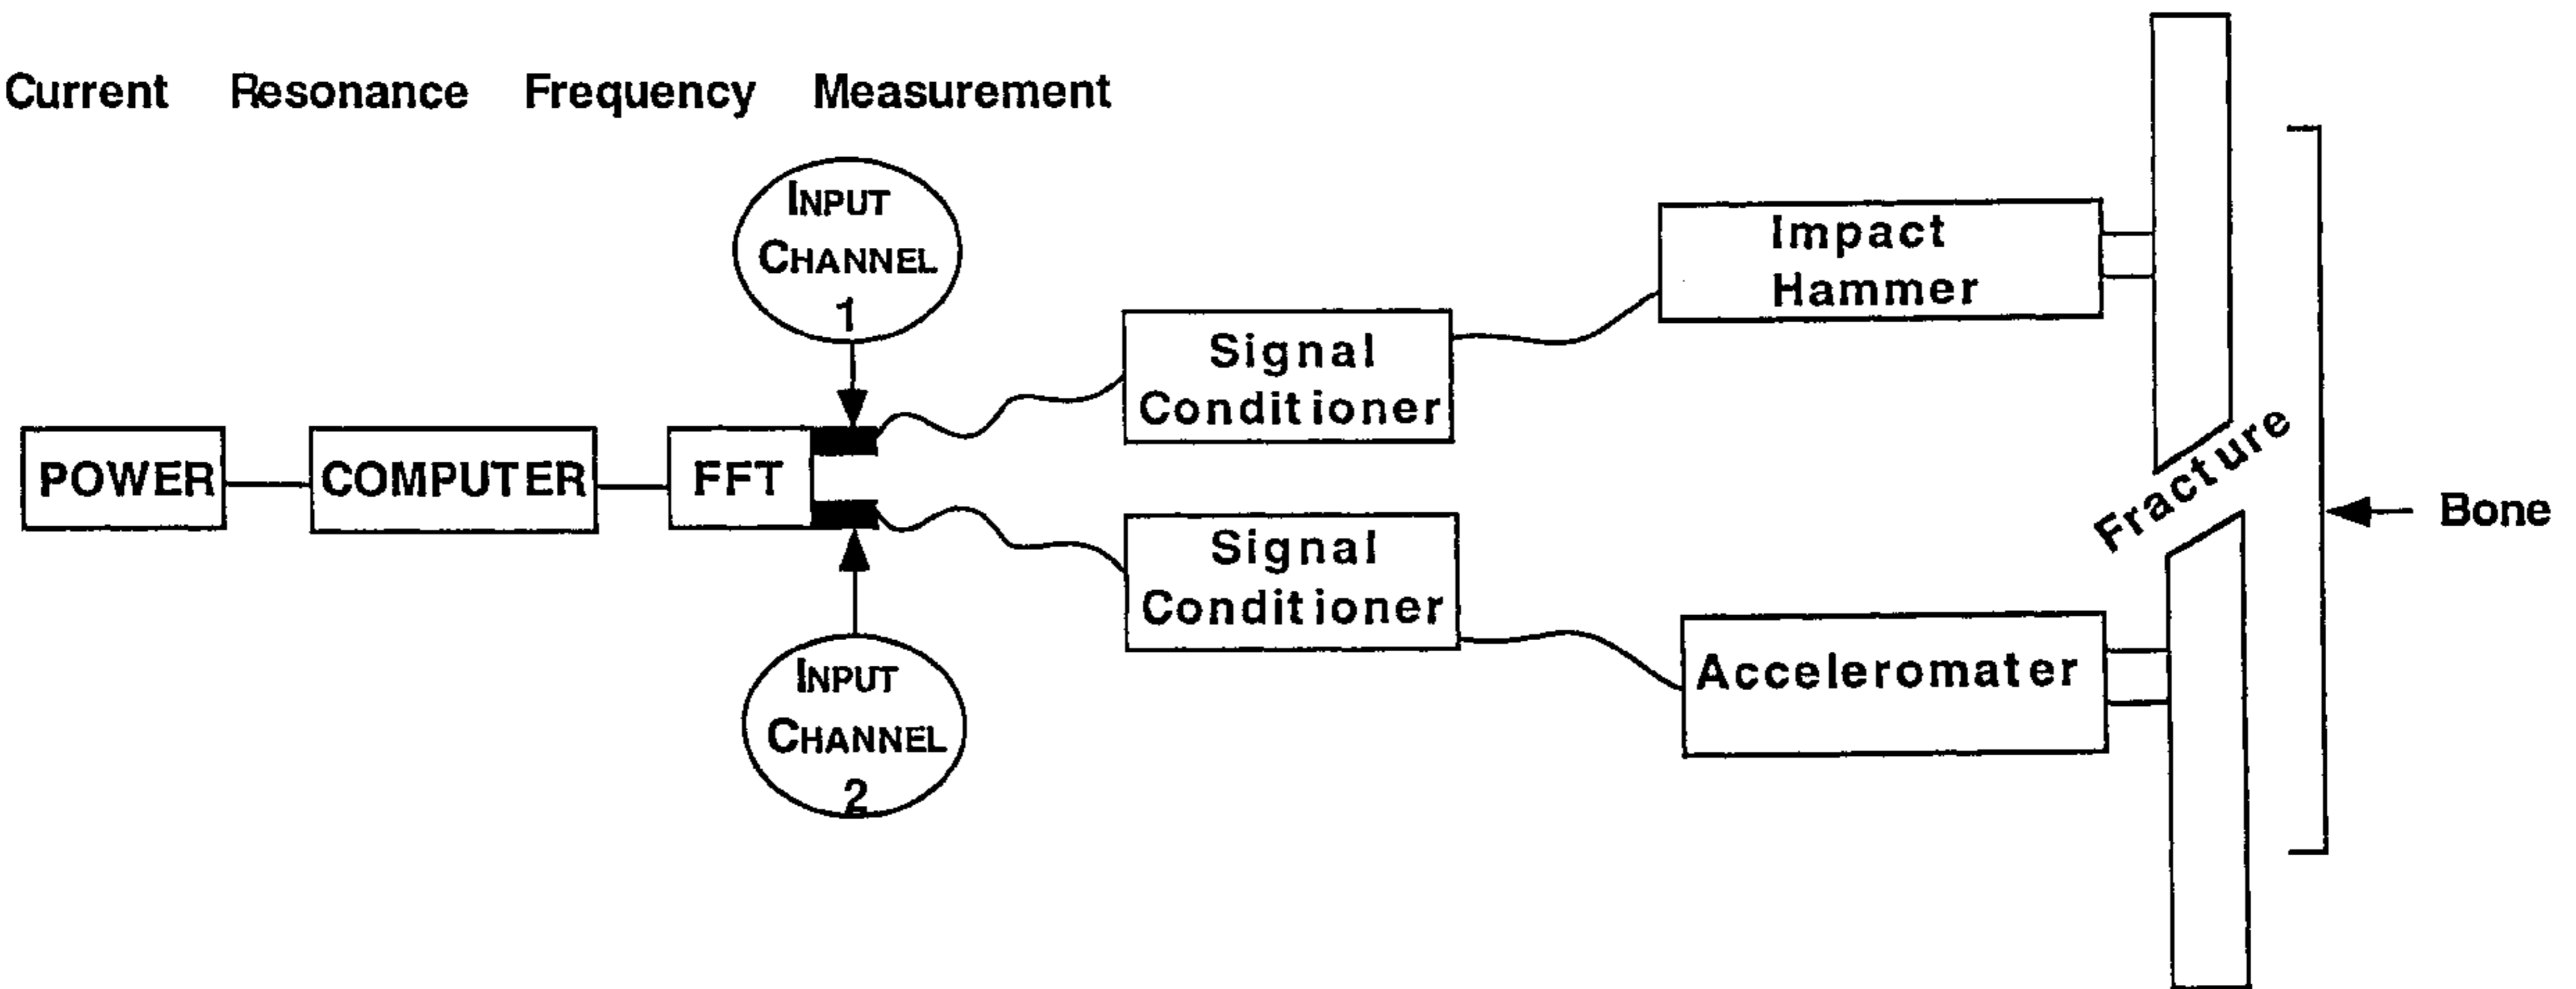 Current Resonance Frequency Measurement
INPUT
CHANNEL
1
Impact
Hammer
Signal
Conditioner
POWER
COMPUTER
FFT
Fracture
Bone
Signal
Conditioner
INPUT
CHANNEL
2
Acceleromater